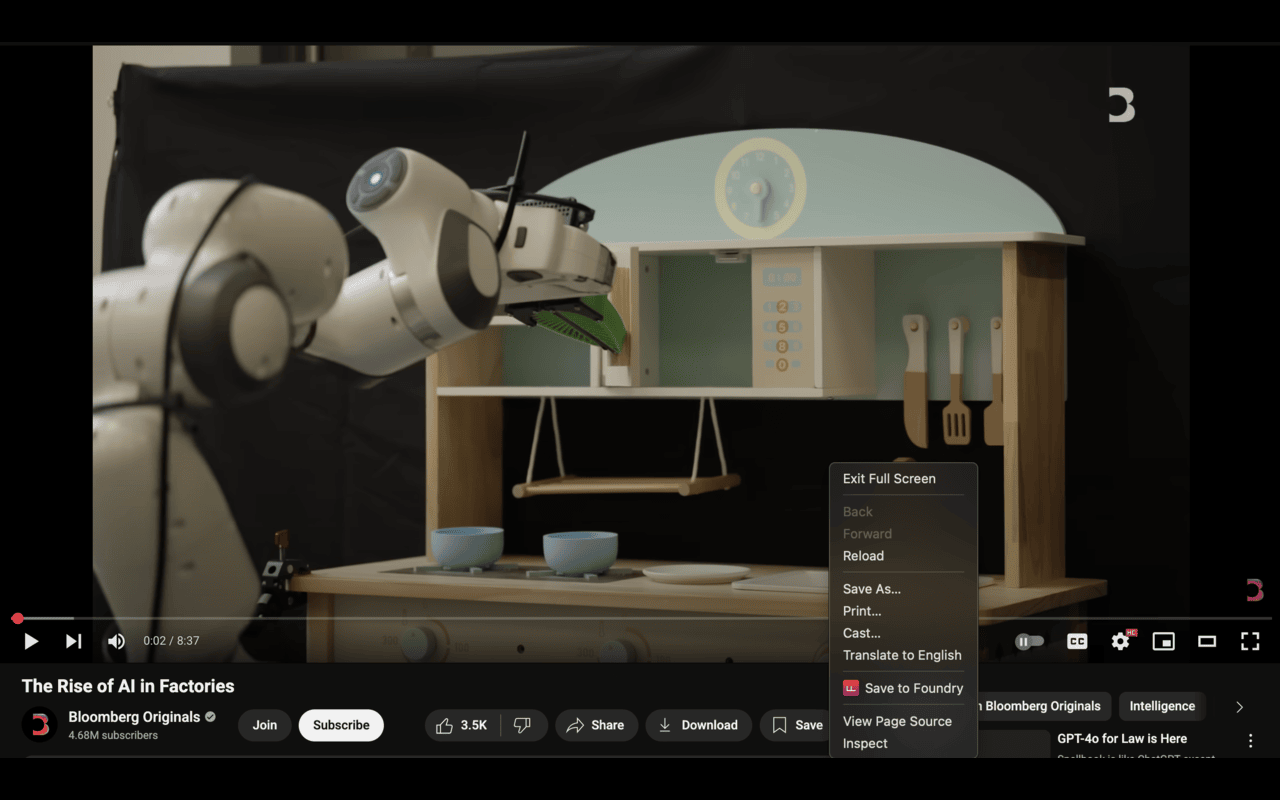 Exit Full Screen
Back
Forward
Reload
Save As...
Print...
Cast...
Translate to English
Save to Foundry
View Page Source
Inspect
0:02 / 8:37
CC
HD
The Rise of AI in Factories
Bloomberg Originals
4.68M subscribers
Join
Subscribe
3.5K
Share
Download
Save
Bloomberg Originals
Intelligence
GPT-4o for Law is Here